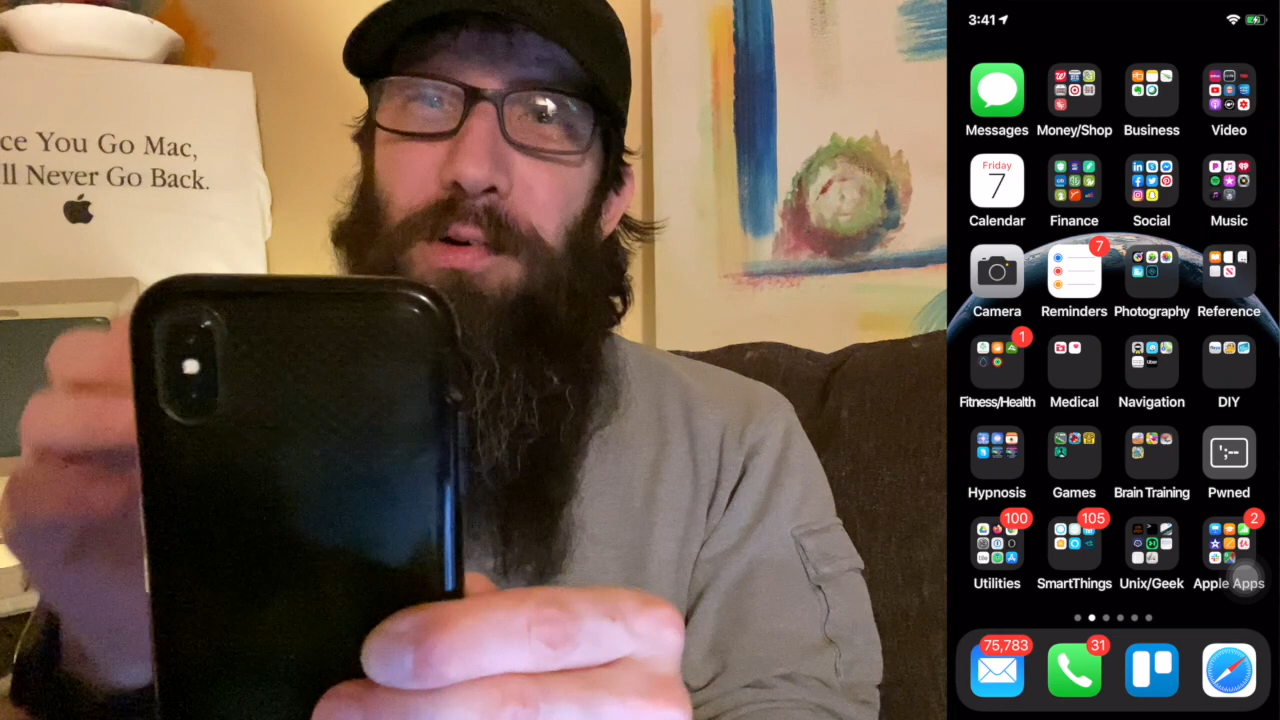 ce You Go Mac,
ll Never Go Back.
3:41
Messages
Money/Shop
Business
Video
Friday
7
Calendar
Finance
Social
Music
7
Camera
Reminders
Photography
Reference
1
Fitness/Health
Medical
Navigation
DIY
';--
Hypnosis
Games
Brain Training
Pwned
100
105
2
Utilities
SmartThings
Unix/Geek
Apple Apps
75,783
31